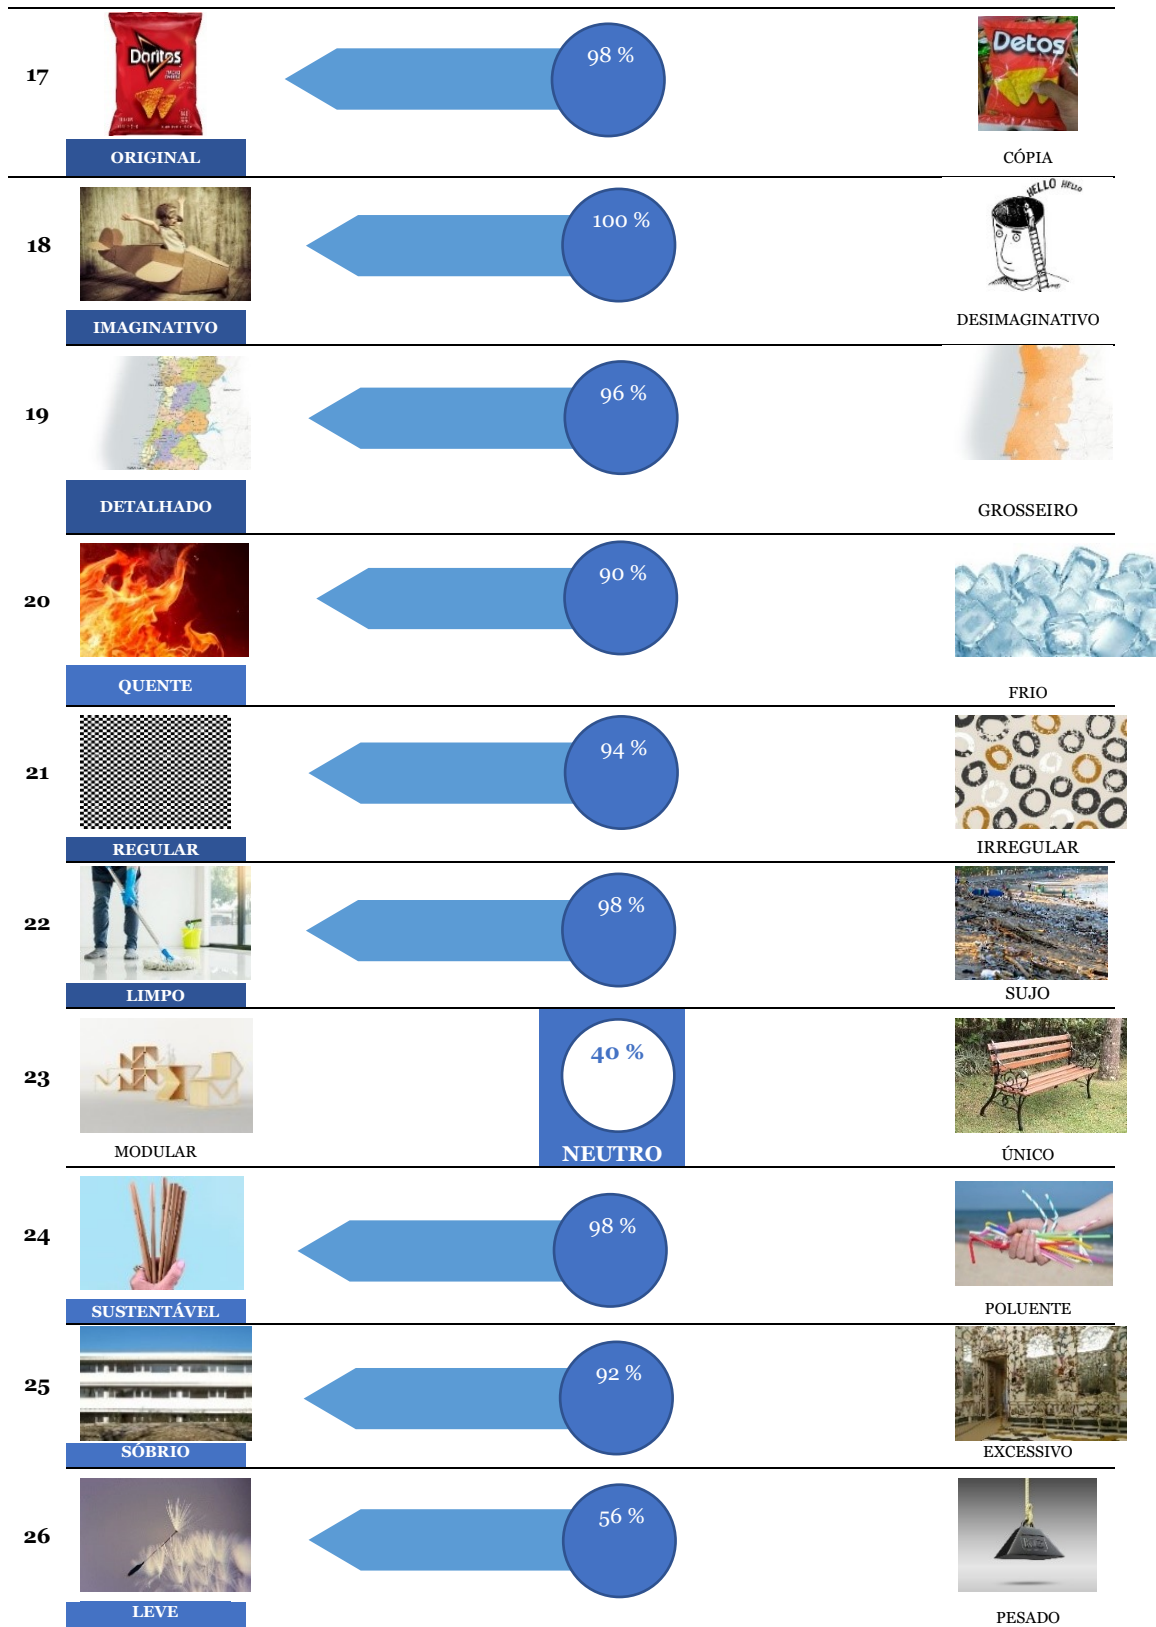 17
Doritos
98 %
Detos
ORIGINAL
CÓPIA
18
100 %
HELLO HELLO
IMAGINATIVO
DESIMAGINATIVO
19
96 %
DETALHADO
GROSSEIRO
20
90 %
QUENTE
FRIO
21
94 %
REGULAR
IRREGULAR
22
98 %
LIMPO
SUJO
23
40 %
MODULAR
NEUTRO
ÚNICO
24
98 %
SUSTENTÁVEL
POLUENTE
25
92 %
SÓBRIO
EXCESSIVO
26
56 %
LEVE
PESADO